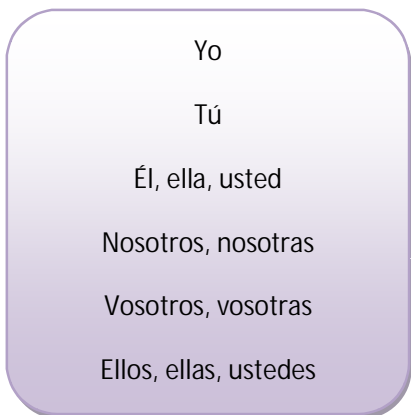 Yo
Tú
Él, ella, usted
Nosotros, nosotras
Vosotros, vosotras
Ellos, ellas, ustedes